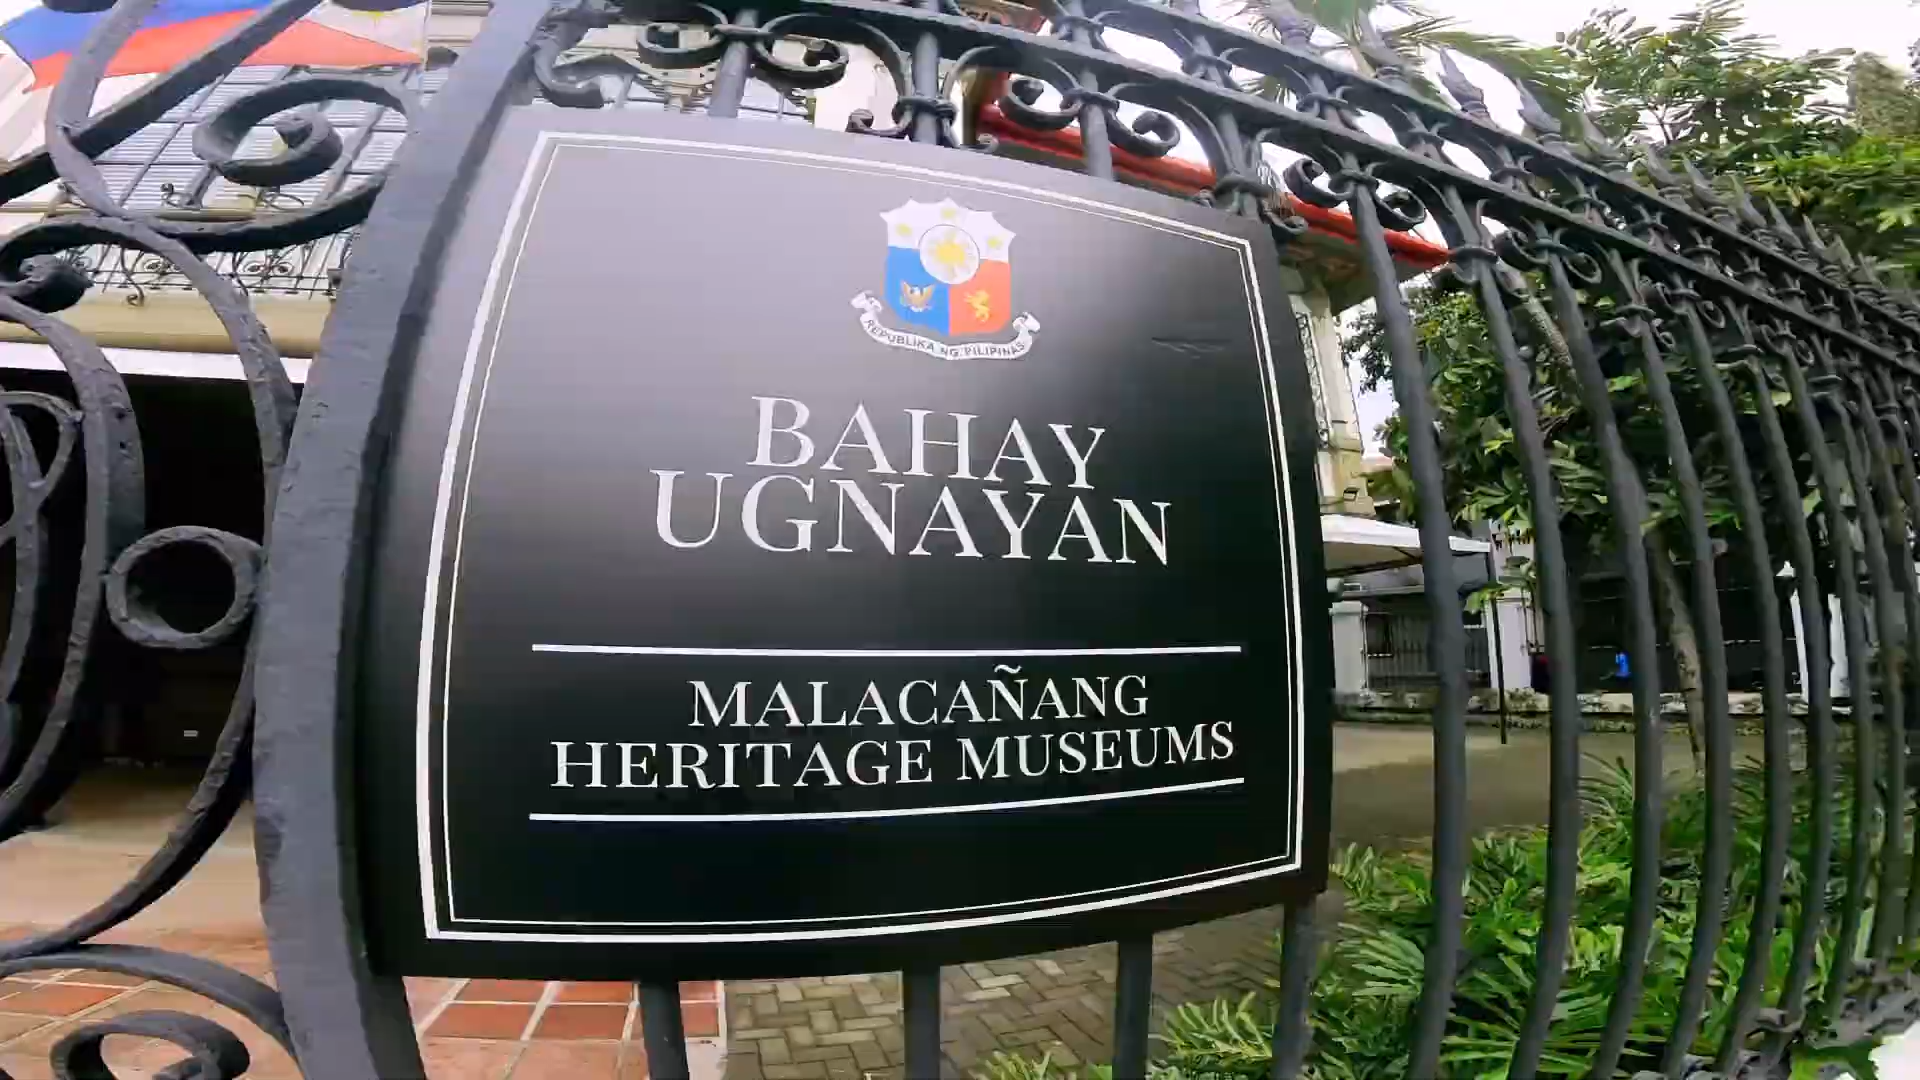 REPUBLIKA NG PILIPINAS
BAHAY
UGNAYAN
MALACAÑANG
HERITAGE MUSEUMS